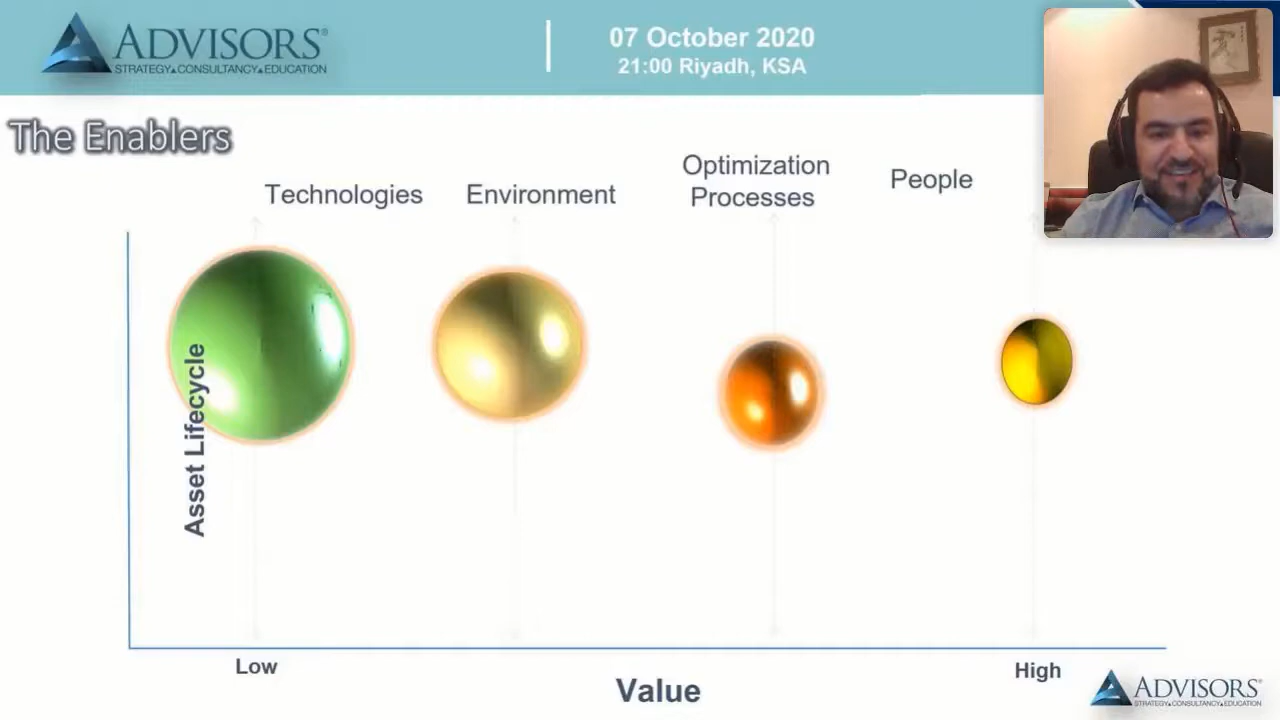 ADVISORS®
STRATEGY▲CONSULTANCY▲EDUCATION
07 October 2020
21:00 Riyadh, KSA
The Enablers
Technologies
Environment
Optimization
Processes
People
Asset Lifecycle
Low
High
Value
ADVISORS®
STRATEGY▲CONSULTANCY▲EDUCATION